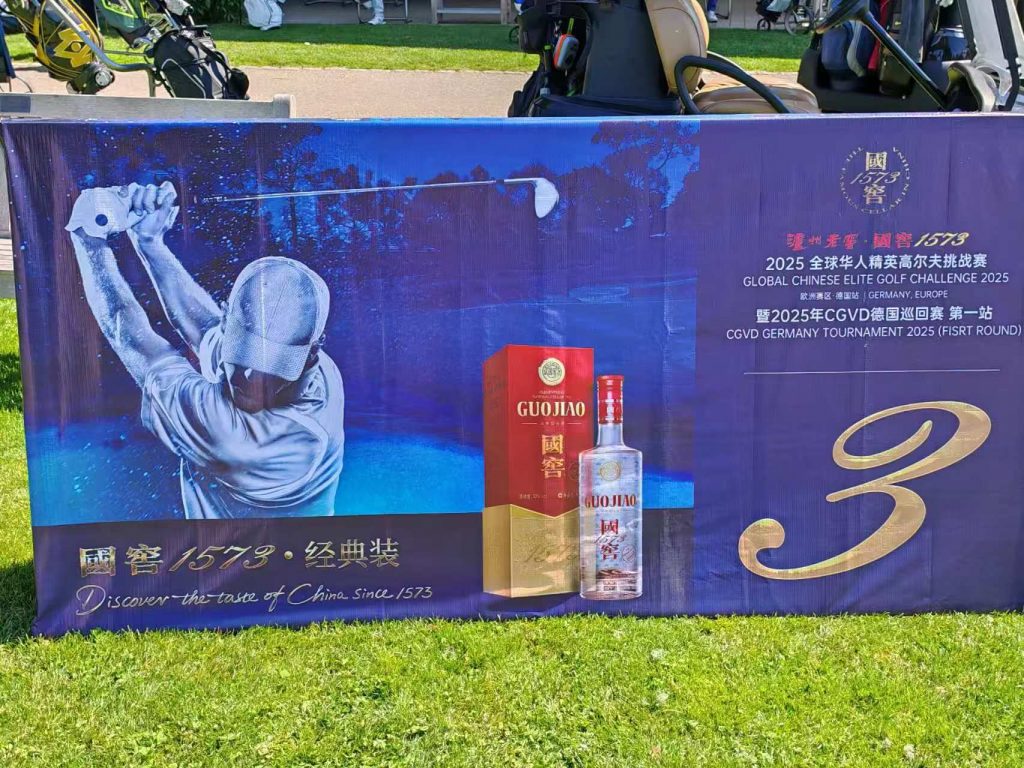 國
1573
窖
CHINA
瀘州老窖·國窖1573
2025 全球华人精英高尔夫挑战赛
GLOBAL CHINESE ELITE GOLF CHALLENGE 2025
欧洲赛区·德国站 | GERMANY, EUROPE
暨2025年CGVD德国巡回赛 第一站
CGVD GERMANY TOURNAMENT 2025 (FISRT ROUND)
3
GUOJIAO
國
窖
GUOJIAO
國
窖
國窖1573·经典装
Discover the taste of China since 1573